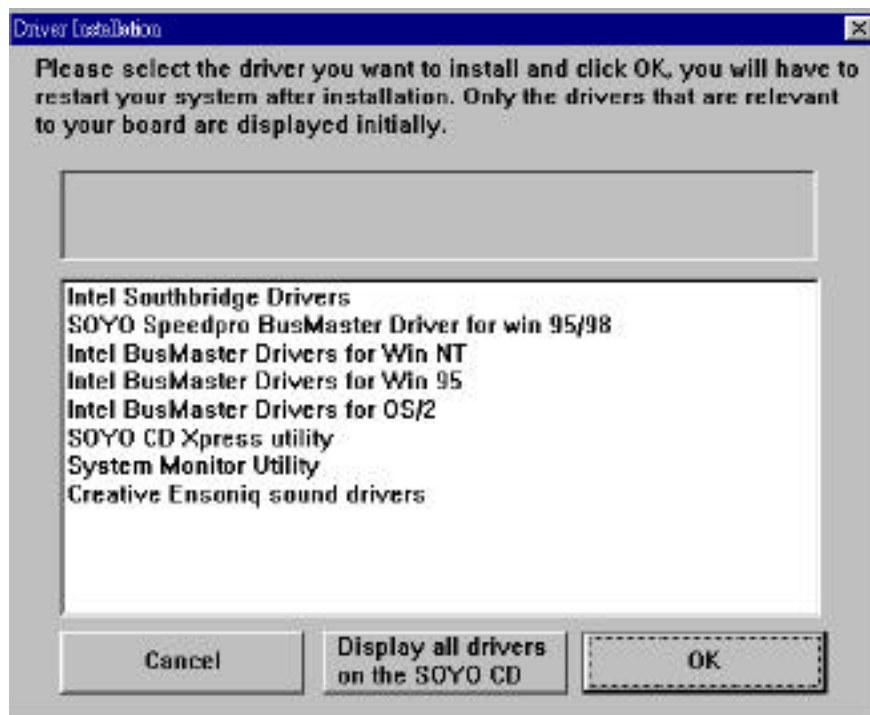 Driver Installation
Please select the driver you want to install and click OK, you will have to
restart your system after installation. Only the drivers that are relevant
to your board are displayed initially.
Intel Southbridge Drivers
SOYO Speedpro BusMaster Driver for win 95/98
Intel BusMaster Drivers for Win NT
Intel BusMaster Drivers for Win 95
Intel BusMaster Drivers for OS/2
SOYO CD Xpress utility
System Monitor Utility
Creative Ensoniq sound drivers
Cancel
Display all drivers
on the SOYO CD
OK